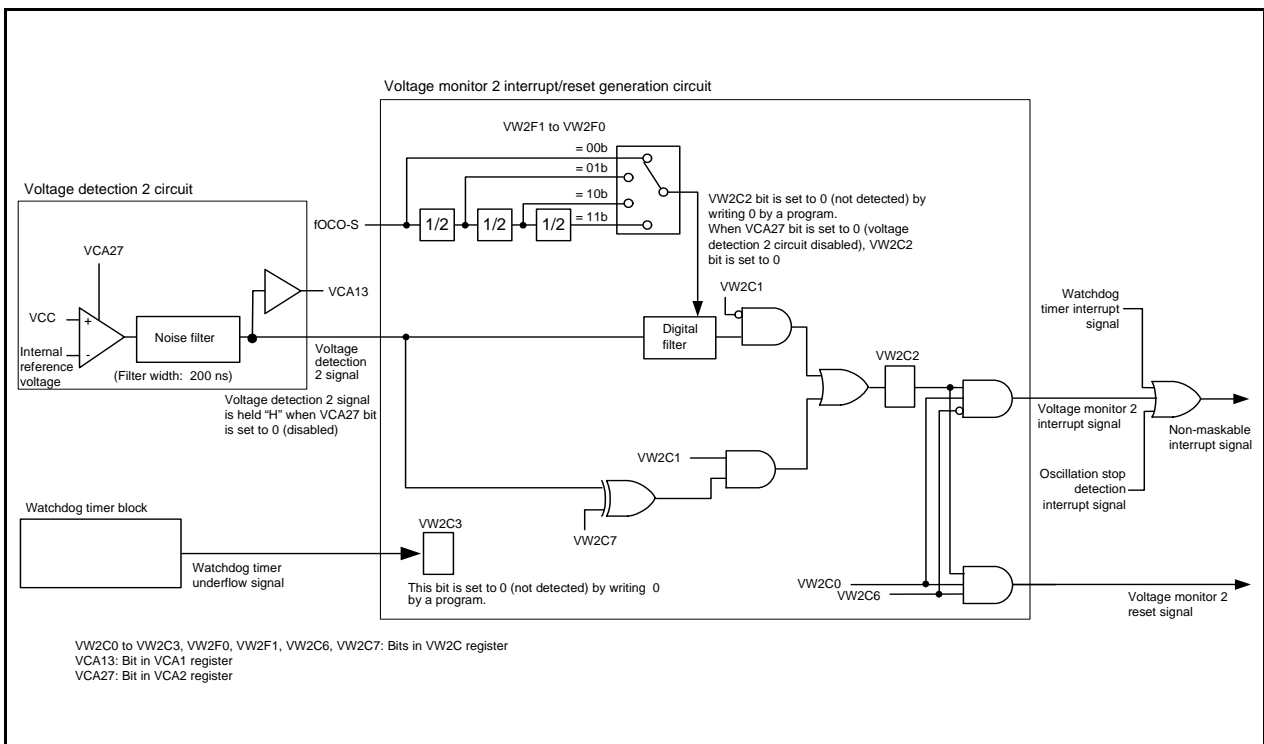 Voltage monitor 2 interrupt/reset generation circuit
VW2F1 to VW2F0
= 00b
= 01b
= 10b
= 11b
fOCO-S
1/2
1/2
1/2
Voltage detection 2 circuit
VCA27
VCC
+
-
Internal
reference
voltage
Noise filter
(Filter width: 200 ns)
VCA13
Voltage
detection
2 signal
Voltage detection 2 signal
is held “H” when VCA27 bit
is set to 0 (disabled)
VW2C2 bit is set to 0 (not detected) by
writing 0 by a program.
When VCA27 bit is set to 0 (voltage
detection 2 circuit disabled), VW2C2
bit is set to 0
VW2C1
Digital
filter
VW2C2
Watchdog
timer interrupt
signal
Voltage monitor 2
interrupt signal
Non-maskable
interrupt signal
Oscillation stop
detection
interrupt signal
VW2C1
VW2C7
Watchdog timer block
Watchdog timer
underflow signal
VW2C3
This bit is set to 0 (not detected) by writing 0
by a program.
VW2C0
VW2C6
Voltage monitor 2
reset signal
VW2C0 to VW2C3, VW2F0, VW2F1, VW2C6, VW2C7: Bits in VW2C register
VCA13: Bit in VCA1 register
VCA27: Bit in VCA2 register